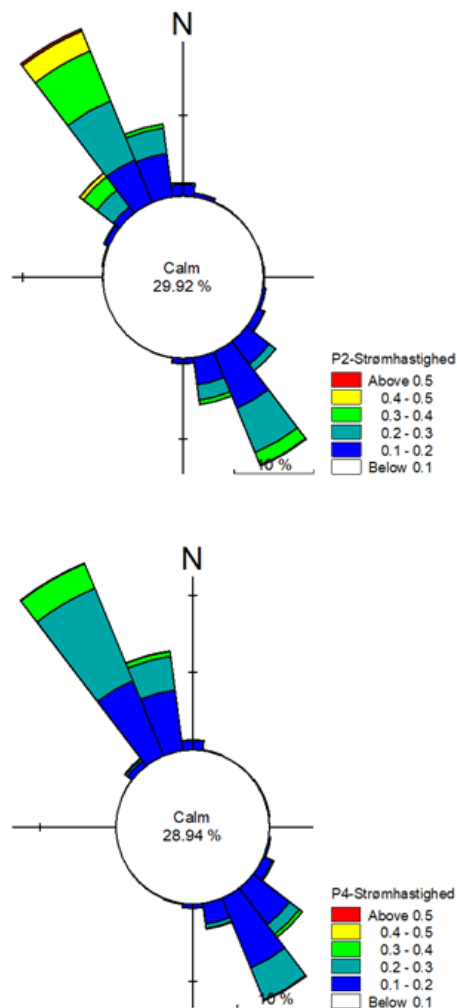 N
Calm
29.92 %
10 %
P2-Strømhastighed
Above 0.5
0.4 - 0.5
0.3 - 0.4
0.2 - 0.3
0.1 - 0.2
Below 0.1
N
Calm
28.94 %
10 %
P4-Strømhastighed
Above 0.5
0.4 - 0.5
0.3 - 0.4
0.2 - 0.3
0.1 - 0.2
Below 0.1